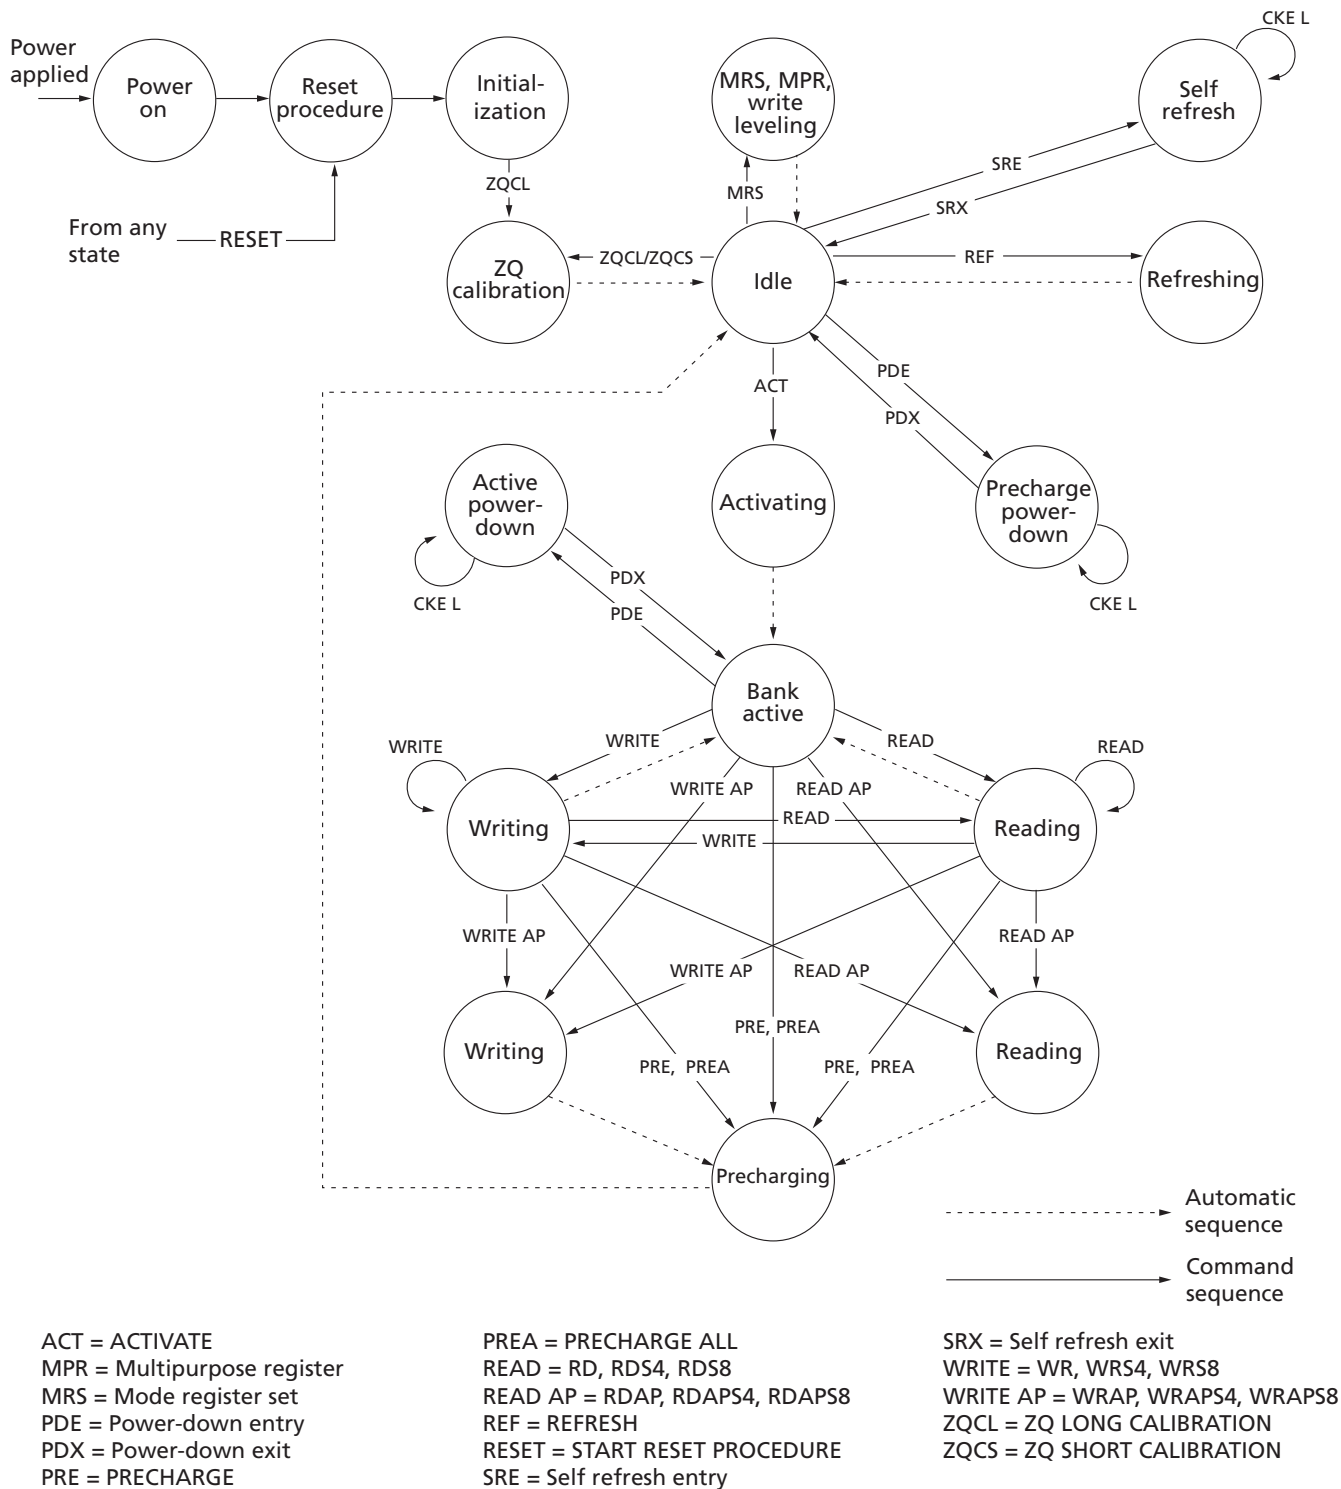 Power
applied
Power
on
Reset
procedure
Initial-
ization
MRS, MPR,
write
leveling
Self
refresh
CKE L
ZQCL
MRS
SRE
SRX
From any
state
RESET
ZQ
calibration
ZQCL/ZQCS
Idle
REF
Refreshing
PDE
PDX
ACT
Active
power-
down
CKE L
Activating
Precharge
power-
down
CKE L
PDX
PDE
Bank
active
WRITE
WRITE
READ
READ
WRITE AP
READ AP
Writing
READ
WRITE
Reading
WRITE AP
READ AP
WRITE AP
READ AP
Writing
PRE, PREA
Reading
PRE, PREA
PRE, PREA
Precharging
Automatic
sequence
Command
sequence
ACT = ACTIVATE
MPR = Multipurpose register
MRS = Mode register set
PDE = Power-down entry
PDX = Power-down exit
PRE = PRECHARGE
PREA = PRECHARGE ALL
READ = RD, RDS4, RDS8
READ AP = RDAP, RDAPS4, RDAPS8
REF = REFRESH
RESET = START RESET PROCEDURE
SRE = Self refresh entry
SRX = Self refresh exit
WRITE = WR, WRS4, WRS8
WRITE AP = WRAP, WRAPS4, WRAPS8
ZQCL = ZQ LONG CALIBRATION
ZQCS = ZQ SHORT CALIBRATION